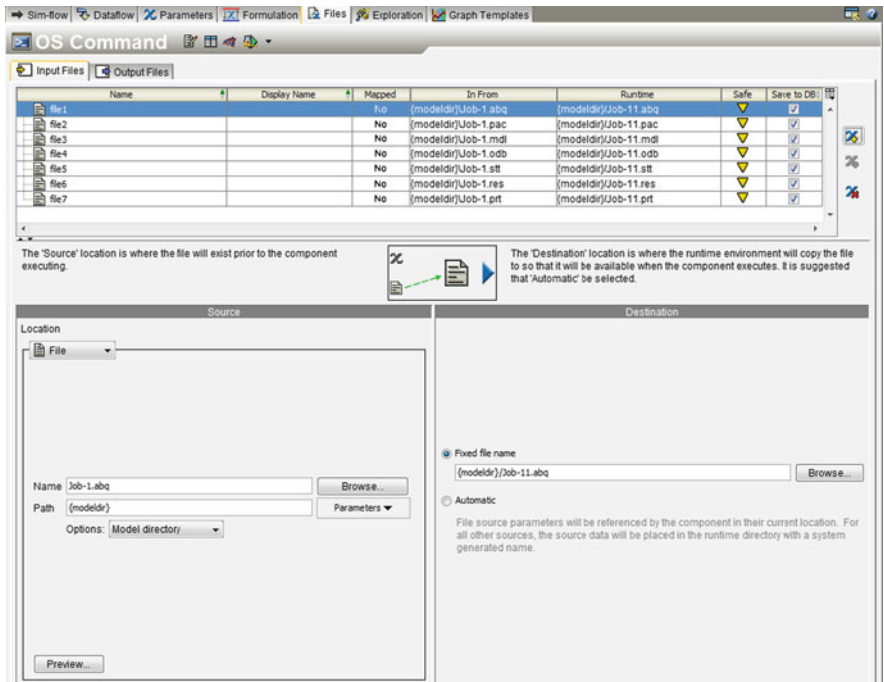 Sim-flow Dataflow Parameters Formulation Files Exploration Graph Templates
OS Command
Input Files Output Files
Name Display Name Mapped In From Runtime Safe Save to DB
file1 No {modeldir}\Job-1.abq {modeldir}/Job-11.abq
file2 No {modeldir}\Job-1.pac {modeldir}/Job-11.pac
file3 No {modeldir}\Job-1.mdl {modeldir}/Job-11.mdl
file4 No {modeldir}\Job-1.odb {modeldir}/Job-11.odb
file5 No {modeldir}\Job-1.stt {modeldir}/Job-11.stt
file6 No {modeldir}\Job-1.res {modeldir}/Job-11.res
file7 No {modeldir}\Job-1.prt {modeldir}/Job-11.prt
The 'Source' location is where the file will exist prior to the component
executing.
The 'Destination' location is where the runtime environment will copy the file
to so that it will be available when the component executes. It is suggested
that 'Automatic' be selected.
Source
Location
File
Name Job-1.abq Browse...
Path {modeldir} Parameters
Options: Model directory
Preview...
Destination
Fixed file name
{modeldir}/Job-11.abq Browse...
Automatic
File source parameters will be referenced by the component in their current location. For
all other sources, the source data will be placed in the runtime directory with a system
generated name.